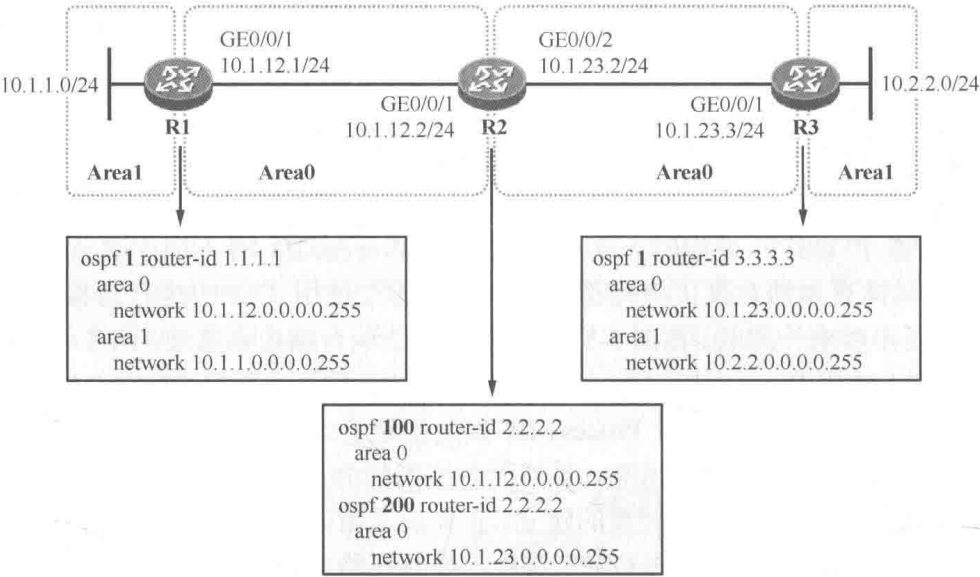 GE0/0/1
10.1.12.1/24
GE0/0/2
10.1.23.2/24
10.1.1.0/24
10.2.2.0/24
GE0/0/1
10.1.12.2/24
GE0/0/1
10.1.23.3/24
R1
R2
R3
Area1
Area0
Area0
Area1
ospf 1 router-id 1.1.1.1
area 0
network 10.1.12.0.0.0.0.255
area 1
network 10.1.1.0.0.0.0.255
ospf 1 router-id 3.3.3.3
area 0
network 10.1.23.0.0.0.0.255
area 11
network 10.2.2.0.0.0.0.255
ospf 100 router-id 2.2.2.2
area 0
network 10.1.12.0.0.0.0.255
ospf 200 router-id 2.2.2.2
area 0
network 10.1.23.0.0.0.0.255